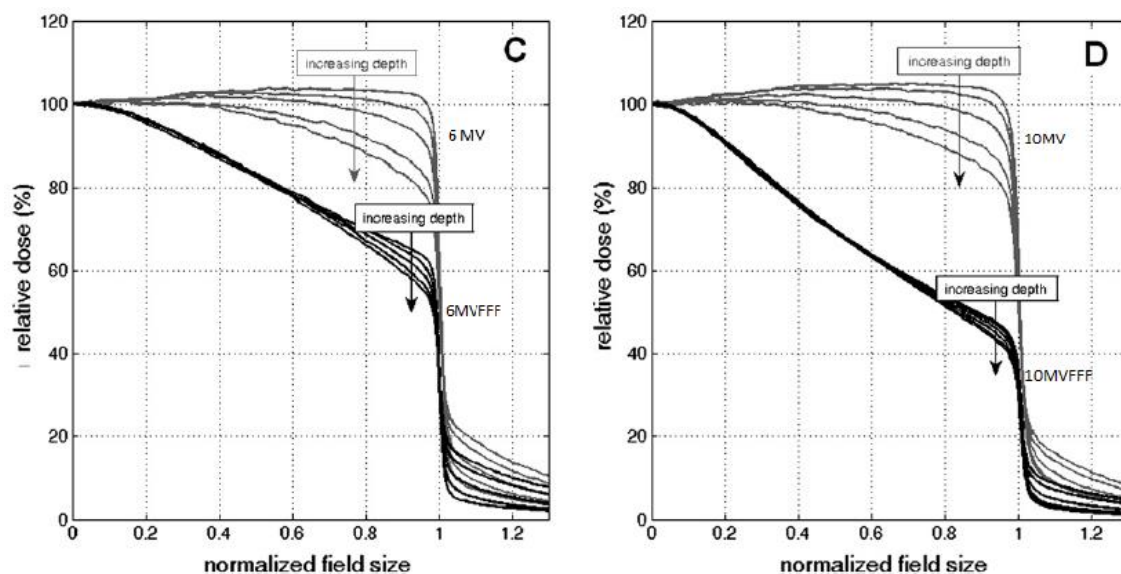 C
120
100
80
60
40
20
0
0
0.2
0.4
0.6
0.8
1
1.2
relative dose (%)
normalized field size
increasing depth
6 MV
increasing depth
6MVFFF
D
120
100
80
60
40
20
0
0
0.2
0.4
0.6
0.8
1
1.2
relative dose (%)
normalized field size
increasing depth
10MV
increasing depth
10MVFFF